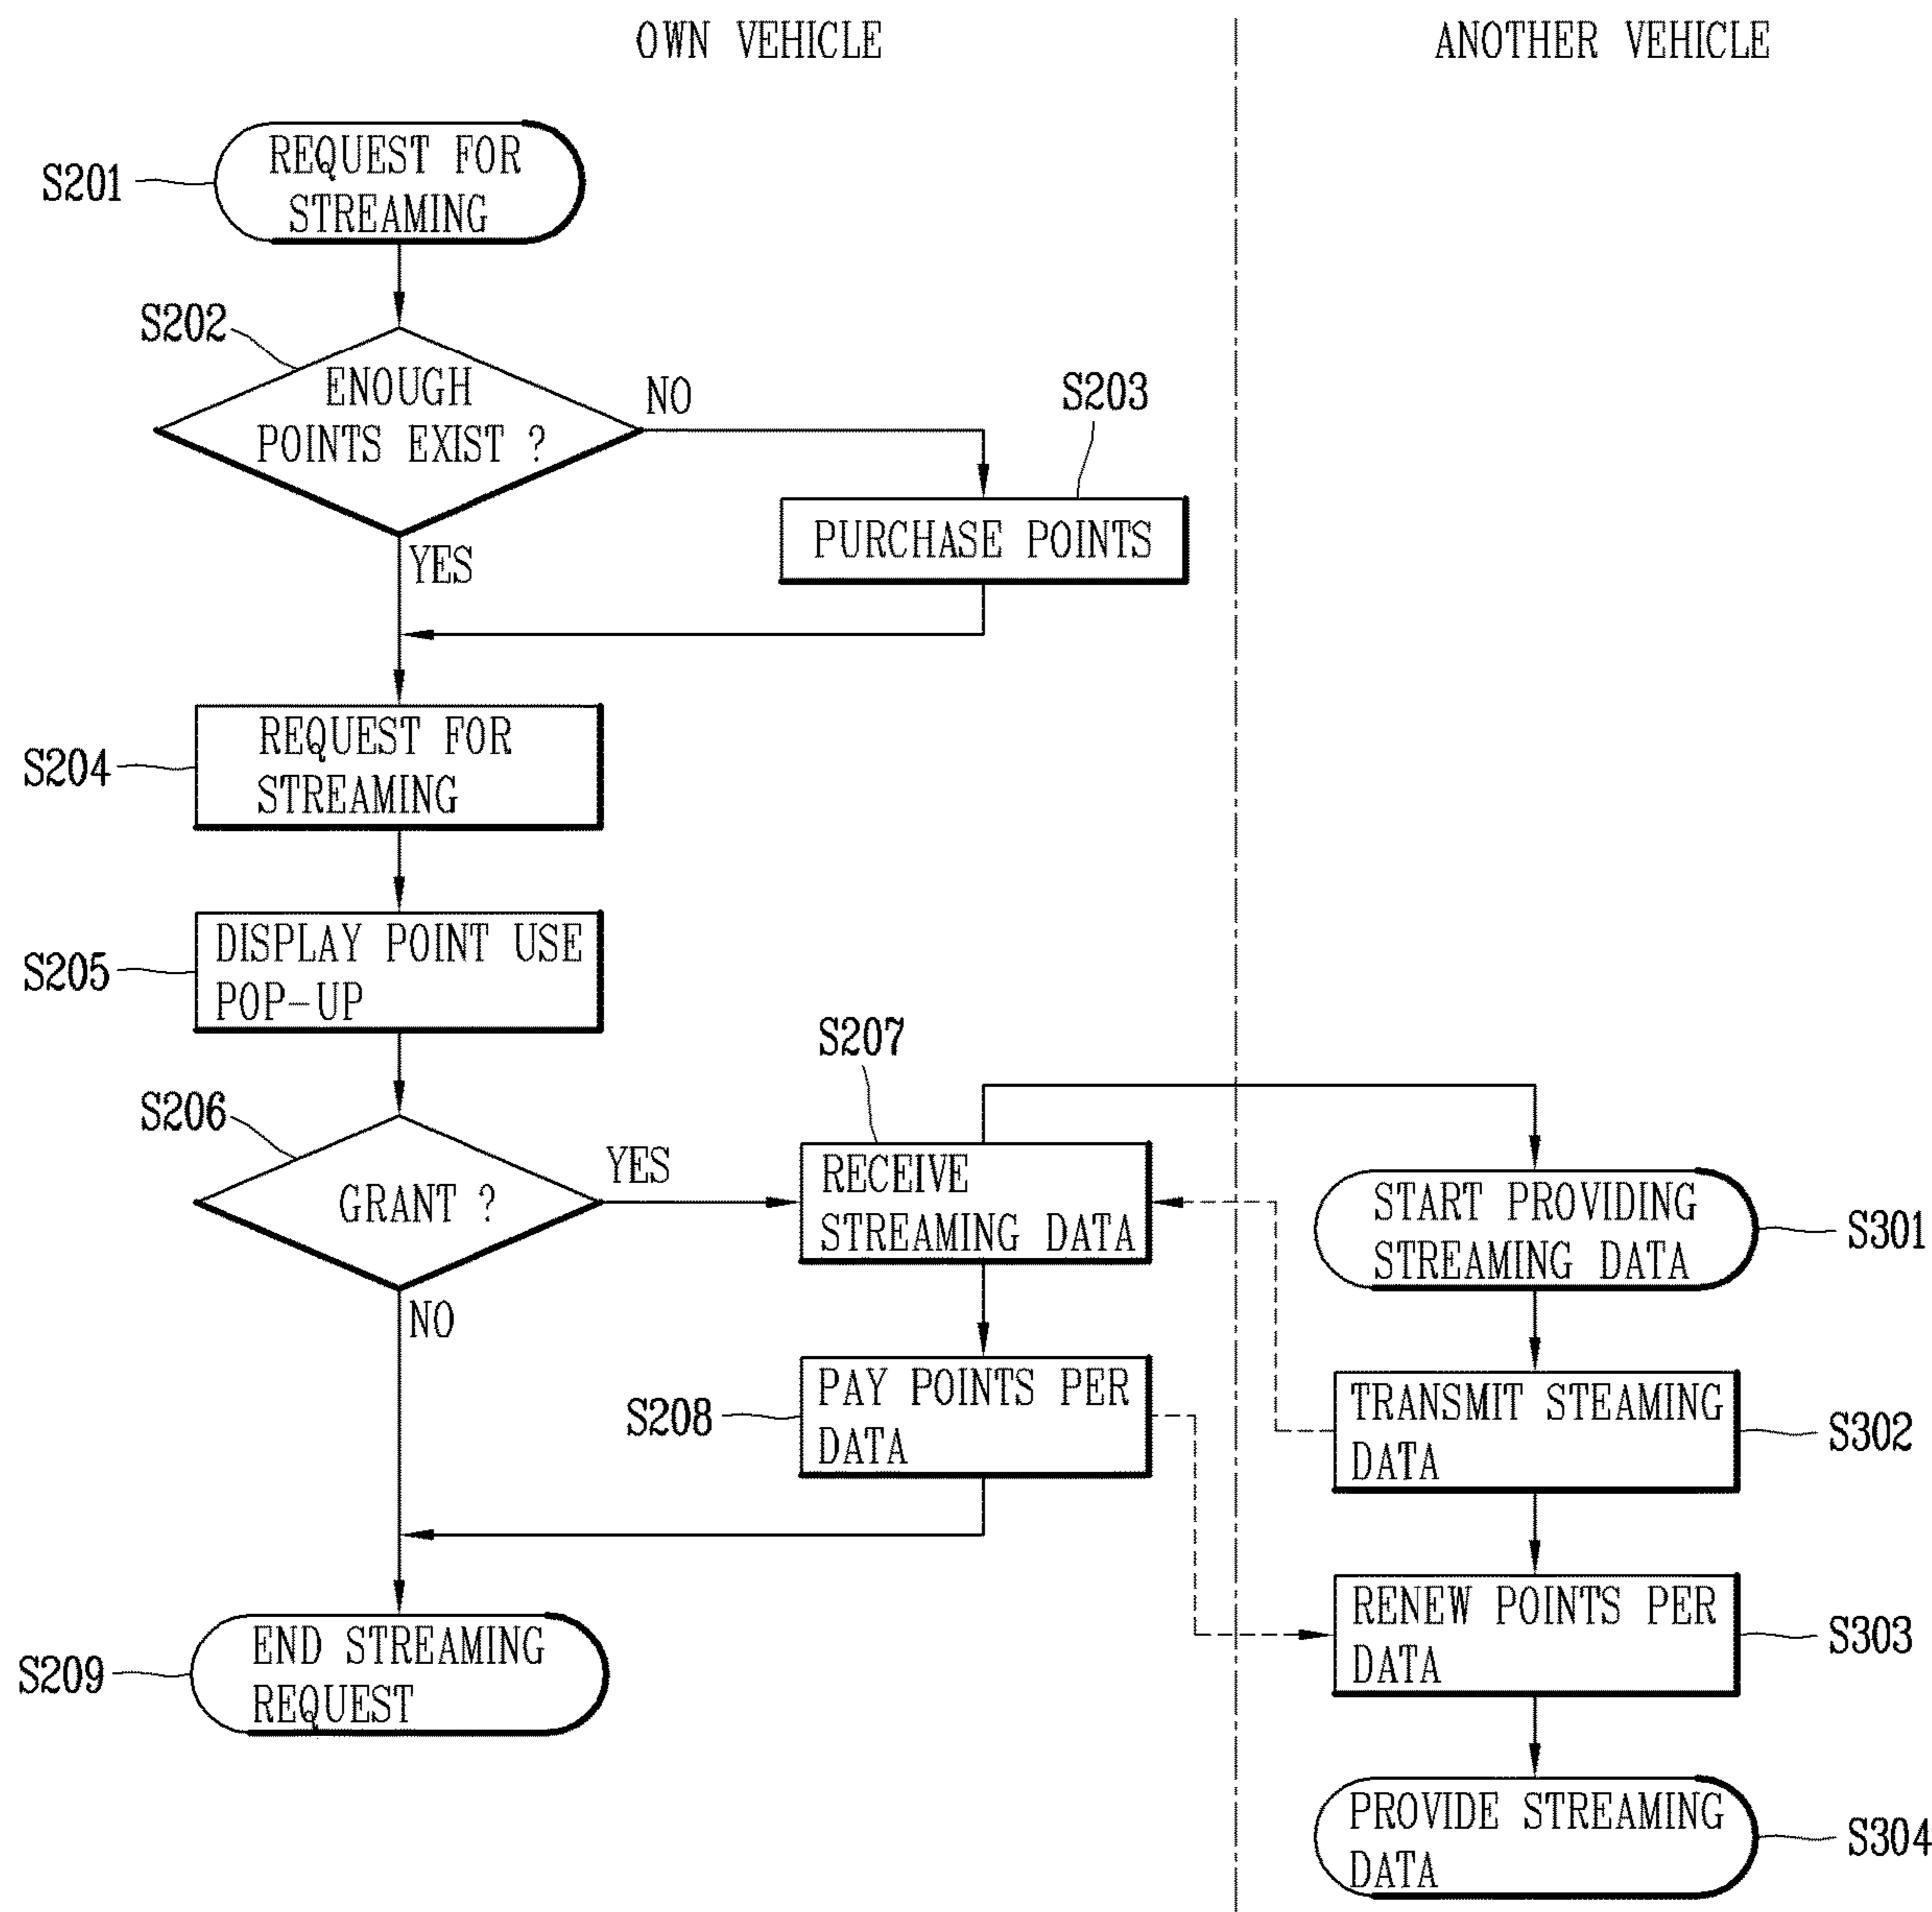 OWN VEHICLE
ANOTHER VEHICLE
S201
REQUEST FOR
STREAMING
S202
ENOUGH
POINTS EXIST ?
NO
YES
S203
PURCHASE POINTS
S204
REQUEST FOR
STREAMING
S205
DISPLAY POINT USE
POP-UP
S206
GRANT ?
YES
NO
S207
RECEIVE
STREAMING DATA
S208
PAY POINTS PER
DATA
S209
END STREAMING
REQUEST
START PROVIDING
STREAMING DATA
S301
TRANSMIT STEAMING
DATA
S302
RENEW POINTS PER
DATA
S303
PROVIDE STREAMING
DATA
S304